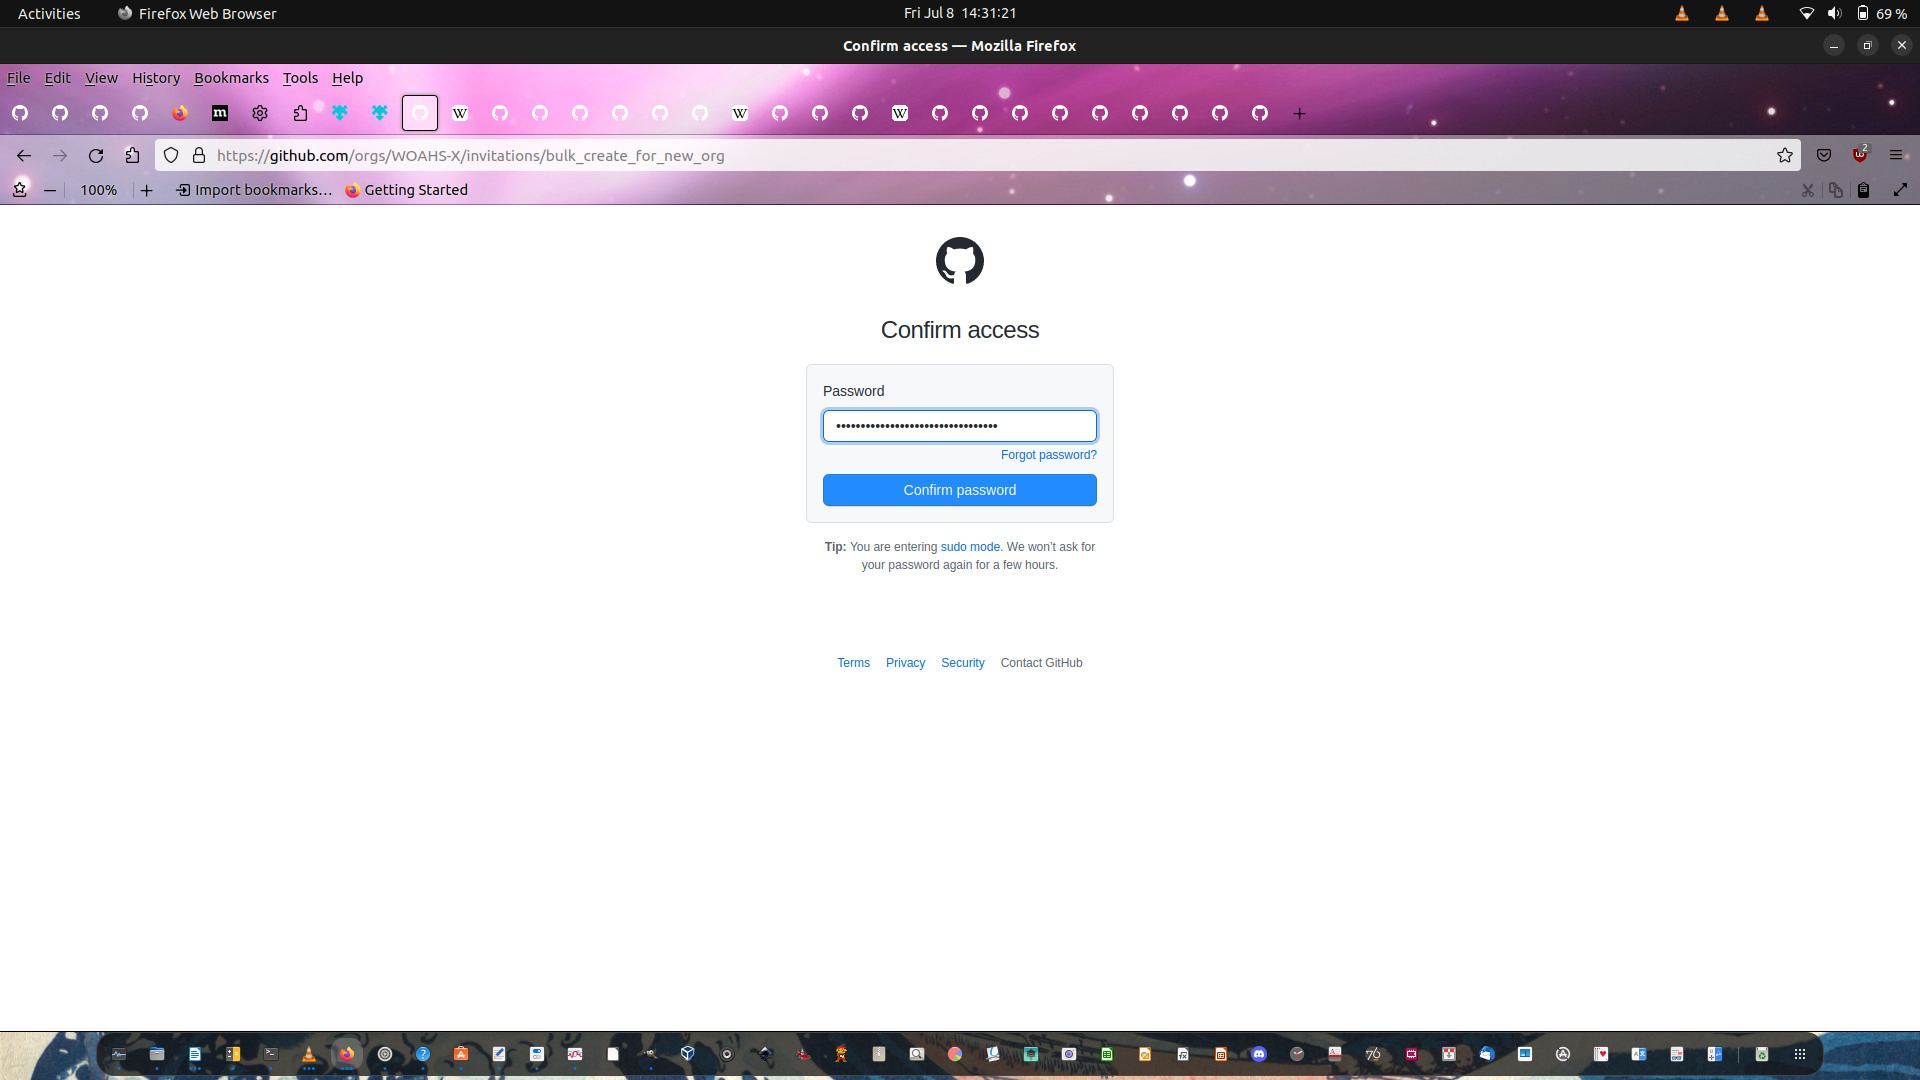 Activities Firefox Web Browser Fri Jul 8 14:31:21 69 %
Confirm access — Mozilla Firefox
File Edit View History Bookmarks Tools Help
https://github.com/orgs/WOAHS-X/invitations/bulk_create_for_new_org 2
100% Import bookmarks… Getting Started
Confirm access
Password
•••••••••••••••••••••••••••••••••
Forgot password?
Confirm password
Tip: You are entering sudo mode. We won't ask for
your password again for a few hours.
Terms Privacy Security Contact GitHub